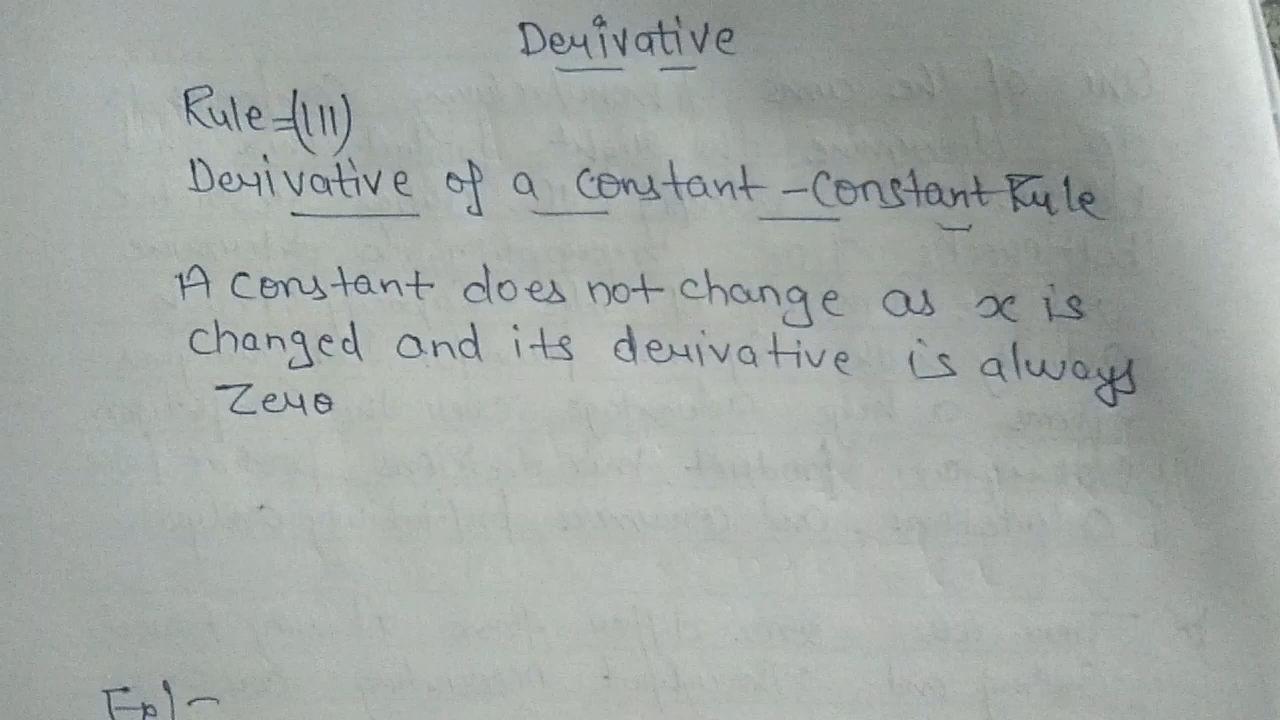 Derivative
Rule=(III)
Derivative of a constant - Constant Rule
A constant does not change as x is
changed and its derivative is always
Zero